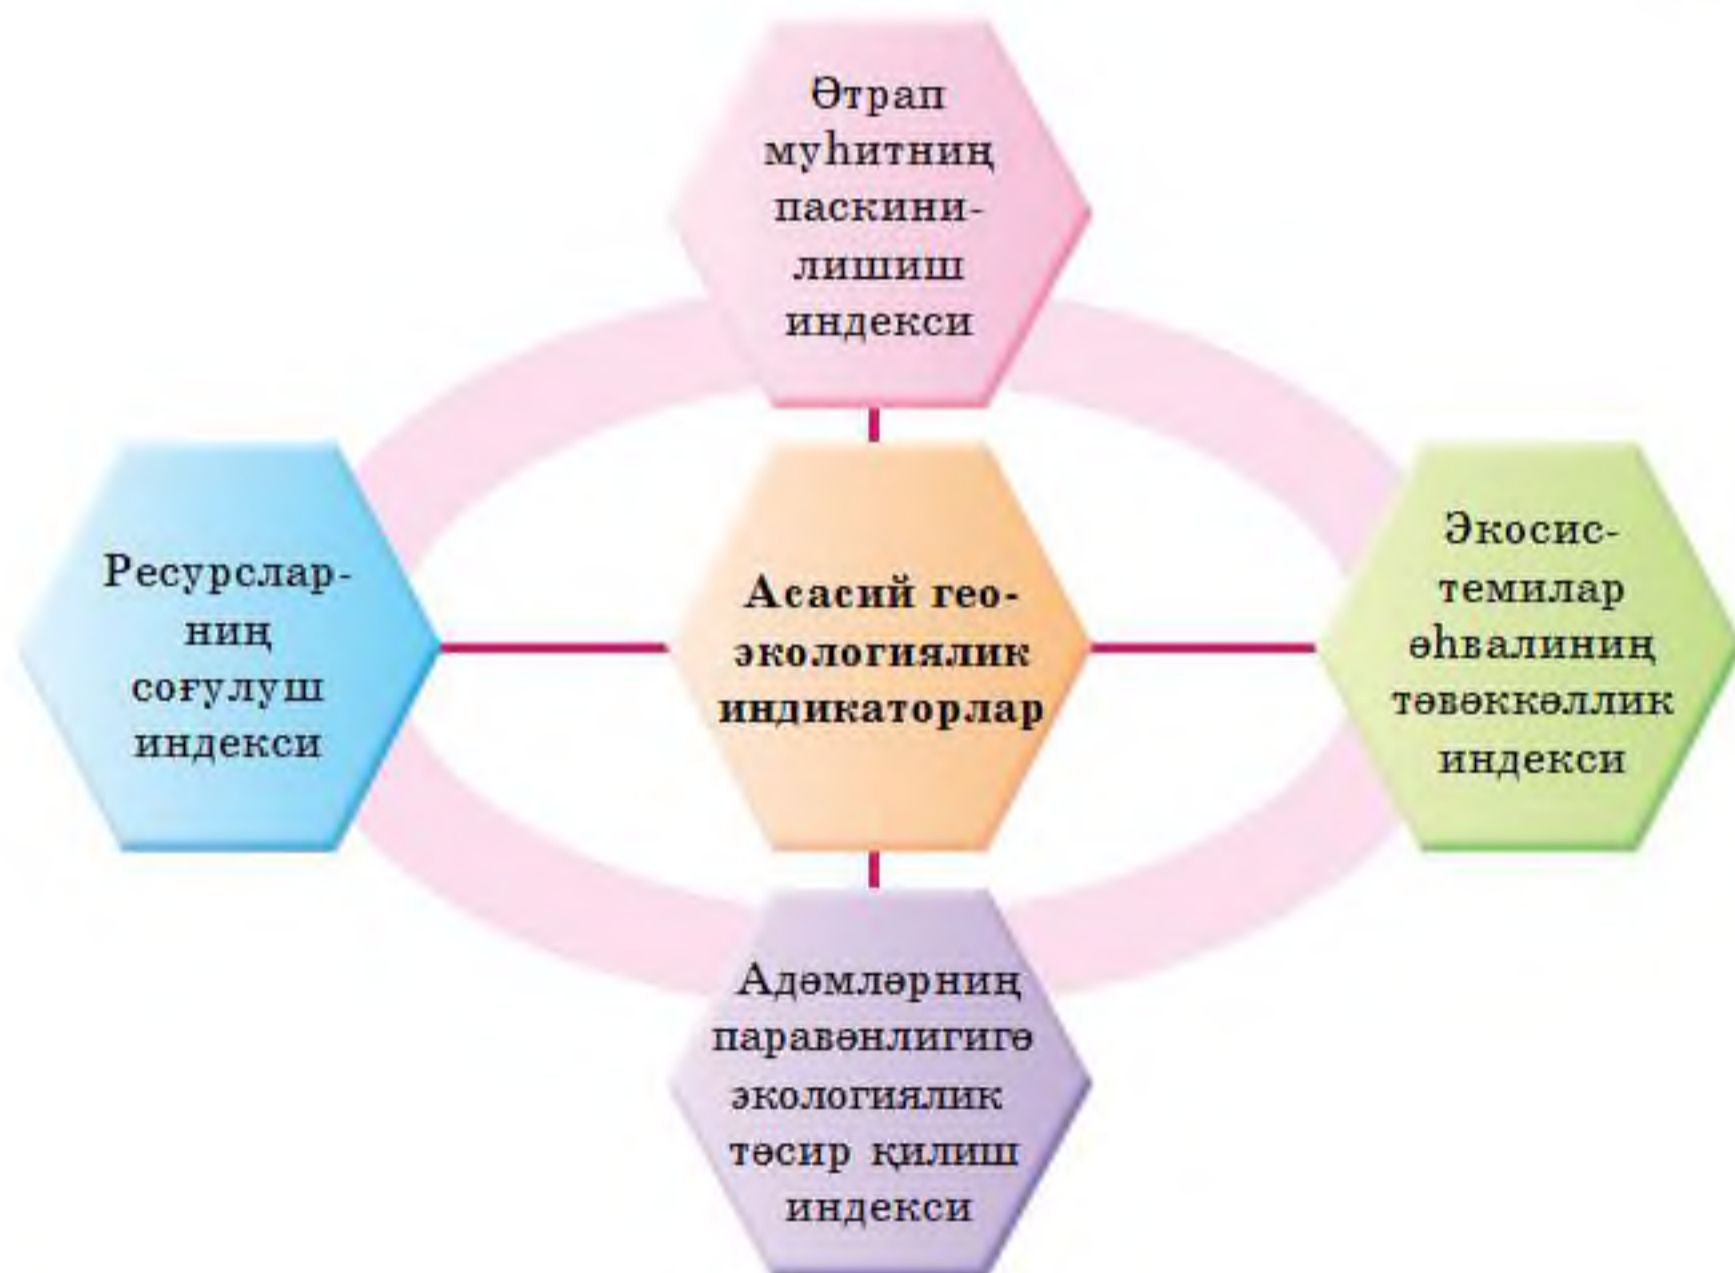 Әтрап
муһитниң
паскини-
лишиш
индекси
Ресурслар-
ниң
соғулуш
индекси
Асасий гео-
экологиялик
индикаторлар
Экосис-
темилар
әһвалиниң
тәвәккәллик
индекси
Адәмләрниң
паравәнлигигә
экологиялик
тәсир қилиш
индекси